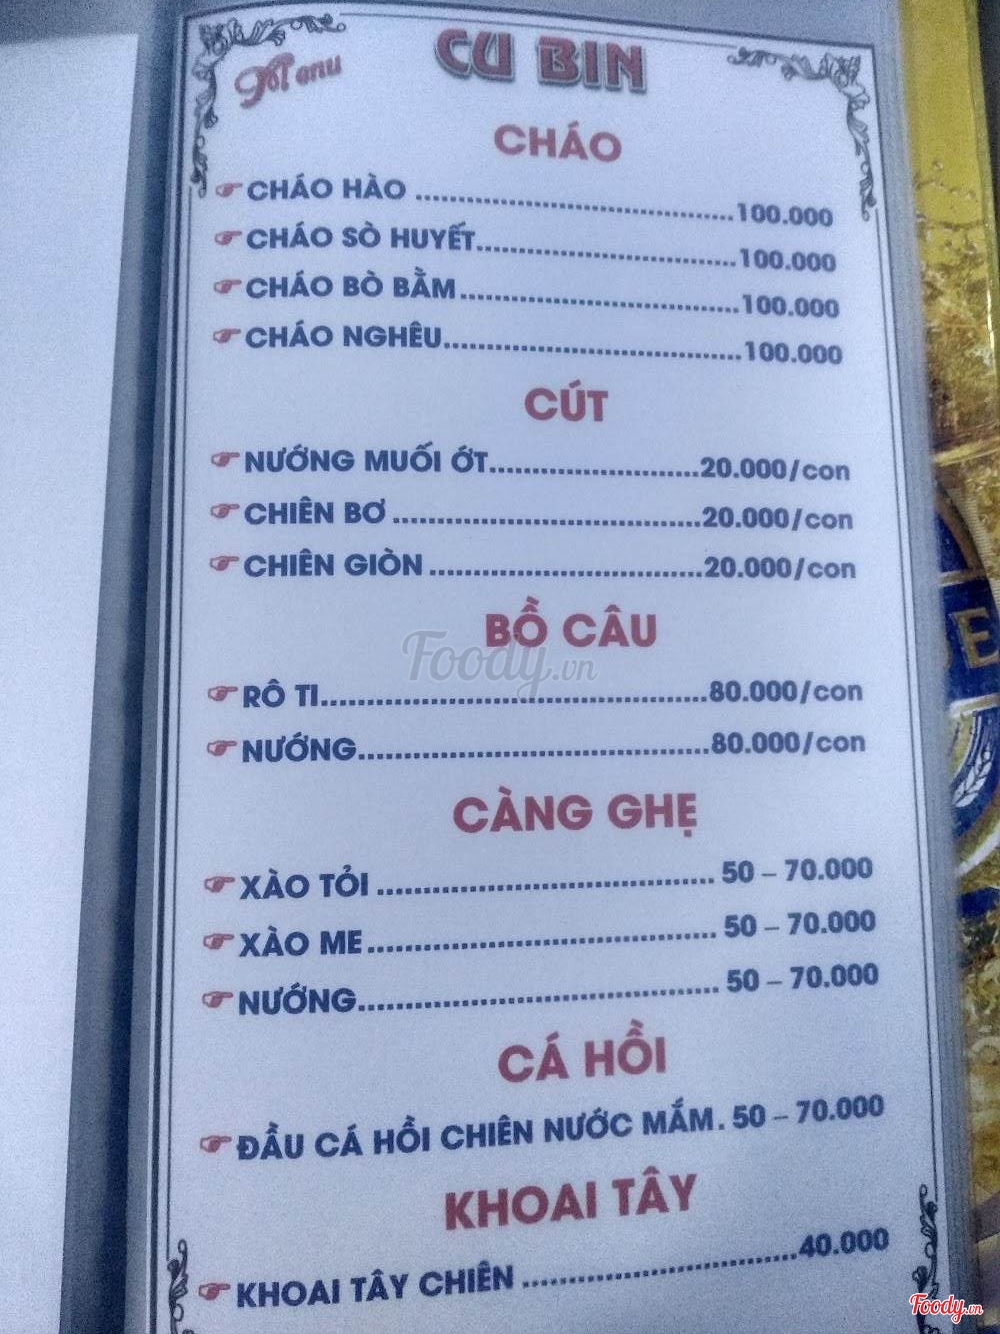 Menu
CU BIN
CHÁO
CHÁO HÀO ........ 100.000
CHÁO SÒ HUYẾT........ 100.000
CHÁO BÒ BẰM........ 100.000
CHÁO NGHÊU........ 100.000
CÚT
NƯỚNG MUỐI ỚT........ 20.000/con
CHIÊN BƠ ........ 20.000/con
CHIÊN GIÒN ........ 20.000/con
BỒ CÂU
Foody.vn
RÔ TI........ 80.000/con
NƯỚNG........ 80.000/con
CÀNG GHẸ
XÀO TỎI ........ 50 – 70.000
XÀO ME........ 50 – 70.000
NƯỚNG........ 50 – 70.000
CÁ HỒI
ĐẦU CÁ HỒI CHIÊN NƯỚC MẮM. 50 – 70.000
KHOAI TÂY
KHOAI TÂY CHIÊN ........ 40.000
Foody.vn